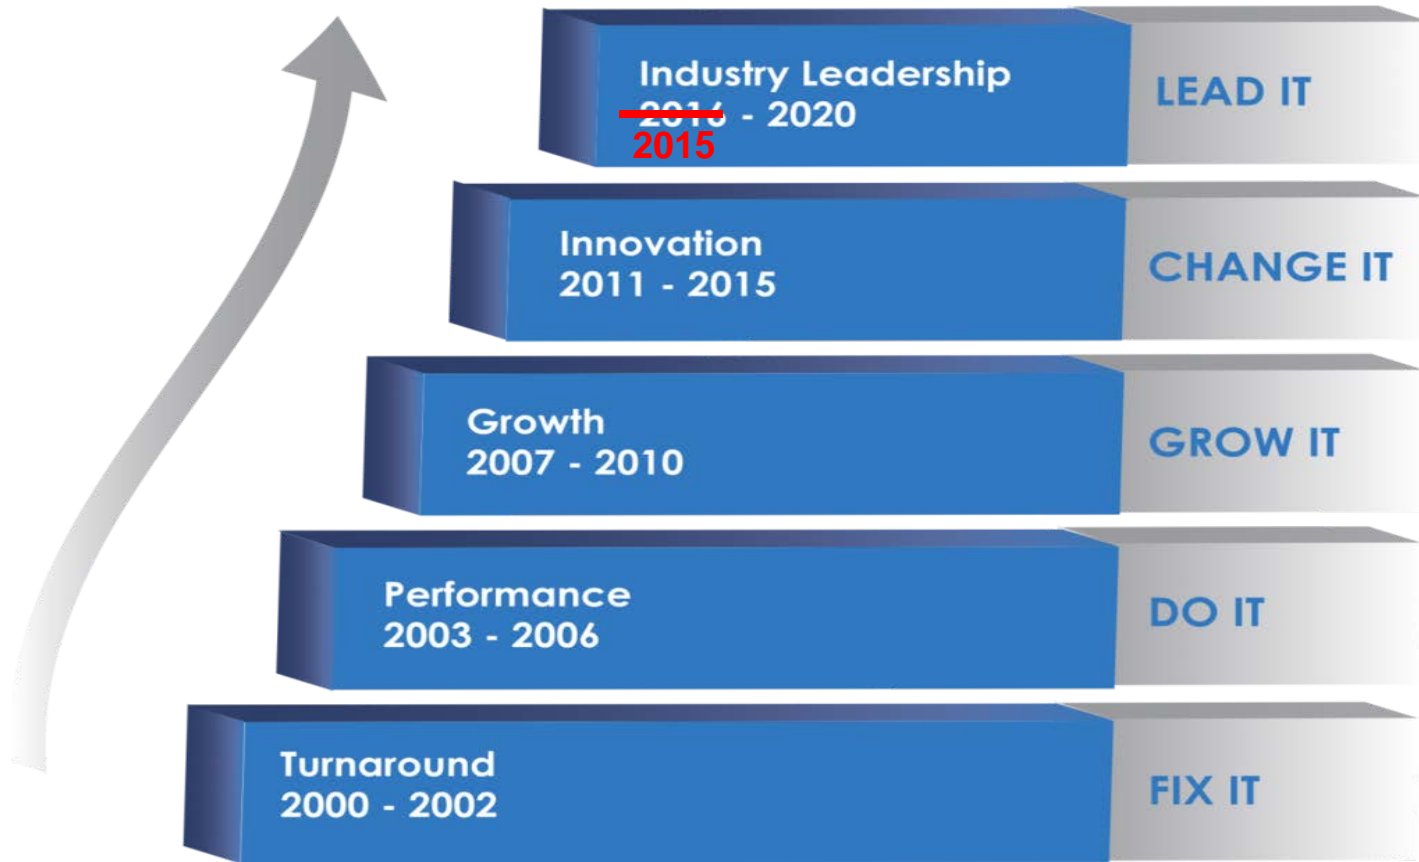 Industry Leadership
2016 - 2020
2015
LEAD IT
Innovation
2011 - 2015
CHANGE IT
Growth
2007 - 2010
GROW IT
Performance
2003 - 2006
DO IT
Turnaround
2000 - 2002
FIX IT